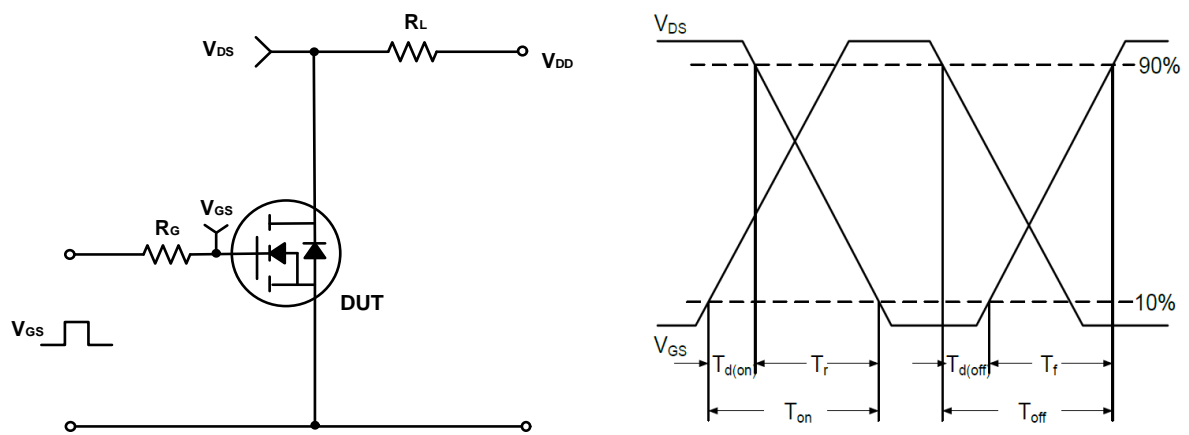 RL
VDS
VDD
VGS
RG
DUT
VGS
VDS
90%
10%
VGS
Td(on) Tr Td(off) Tf
Ton Toff